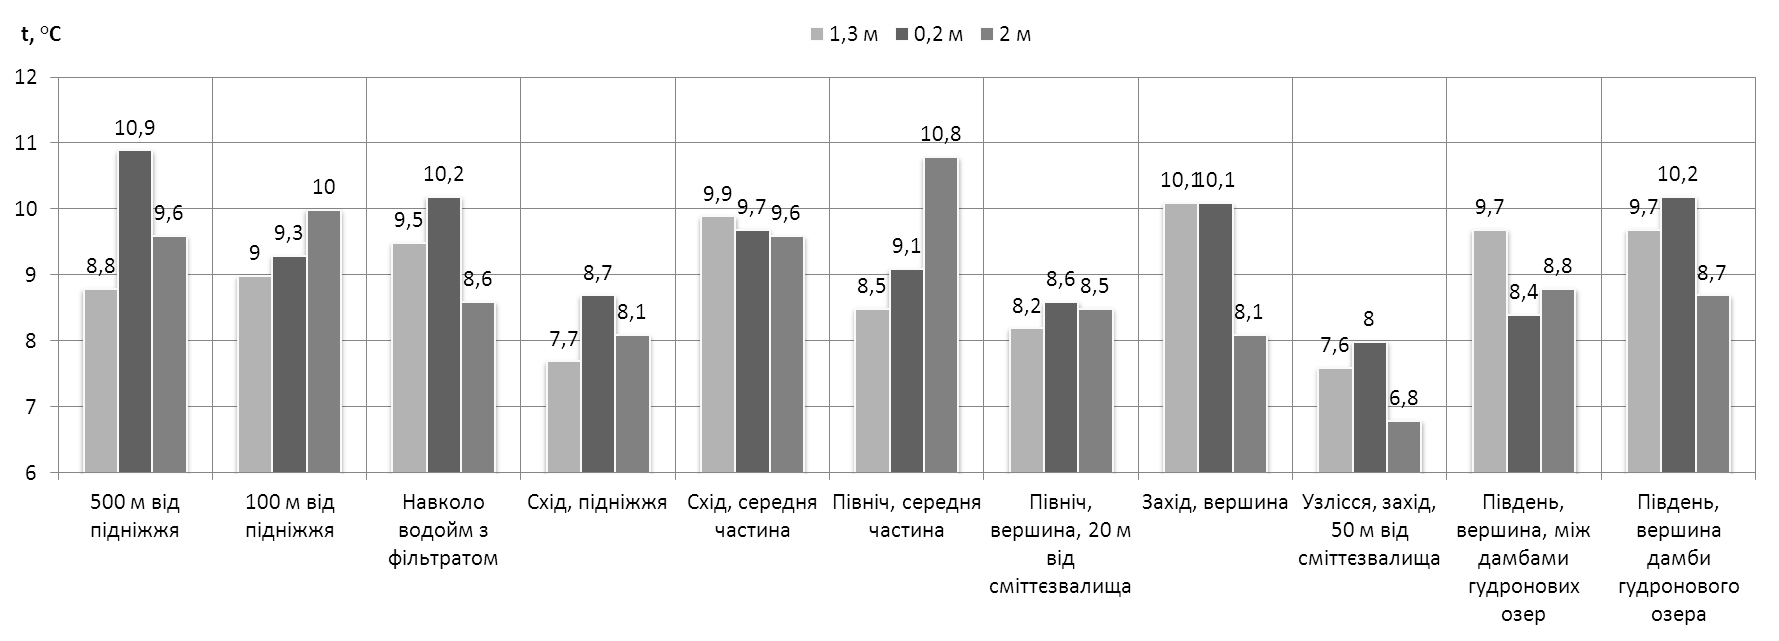 t, °C
1,3 м 0,2 м 2 м
12
11
10
9
8
7
6
8,8 10,9 9,6
9 9,3 10
9,5 10,2 8,6
7,7 8,7 8,1
9,9 9,7 9,6
8,5 9,1 10,8
8,2 8,6 8,5
10,1 10,1 8,1
7,6 8 6,8
9,7 8,4 8,8
9,7 10,2 8,7
500 м від
підніжжя
100 м від
підніжжя
Навколо
водойм з
фільтратом
Схід, підніжжя
Схід, середня
частина
Північ, середня
частина
Північ,
вершина, 20 м
від
сміттєзвалища
Захід, вершина
Узлісся, захід,
50 м від
сміттєзвалища
Південь,
вершина, між
дамбами
гудронових
озер
Південь,
вершина
дамби
гудронового
озера